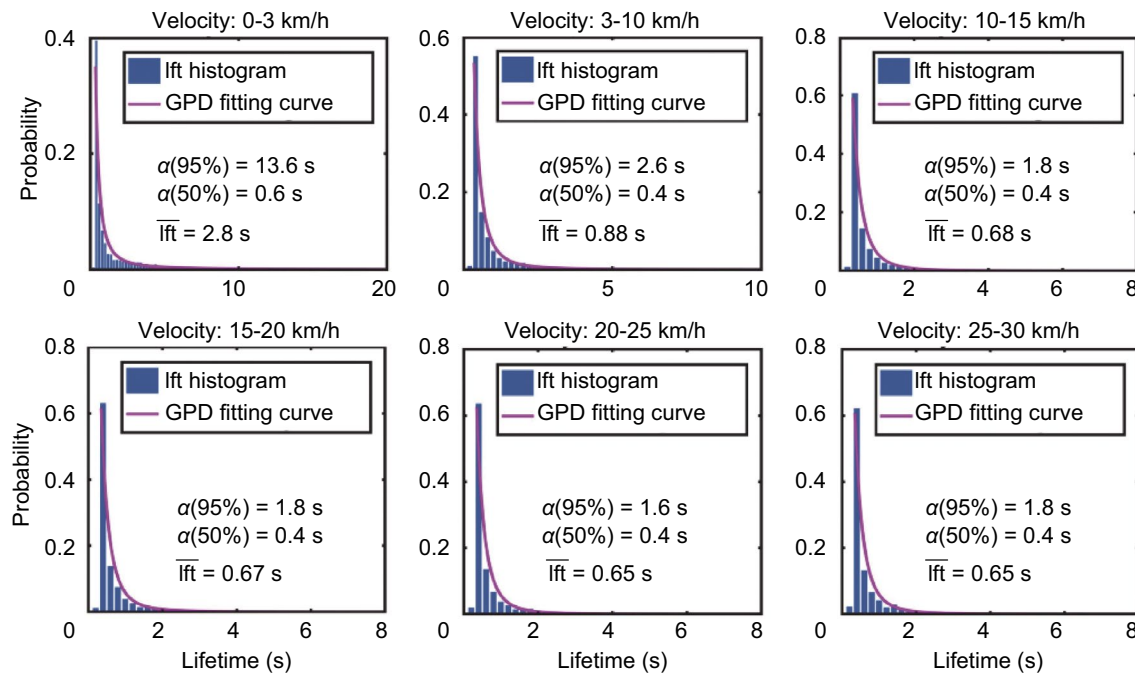 Velocity: 0-3 km/h
0.4
lft histogram
GPD fitting curve
Probability
0.2
α(95%) = 13.6 s
α(50%) = 0.6 s
lft = 2.8 s
0 10 20
Velocity: 3-10 km/h
0.6
lft histogram
GPD fitting curve
0.4
0.2
α(95%) = 2.6 s
α(50%) = 0.4 s
lft = 0.88 s
0 5 10
Velocity: 10-15 km/h
0.8
lft histogram
GPD fitting curve
0.6
0.4
0.2
α(95%) = 1.8 s
α(50%) = 0.4 s
lft = 0.68 s
0 2 4 6 8
Velocity: 15-20 km/h
0.8
lft histogram
GPD fitting curve
0.6
Probability
0.4
0.2
α(95%) = 1.8 s
α(50%) = 0.4 s
lft = 0.67 s
0 2 4 6 8
Lifetime (s)
Velocity: 20-25 km/h
0.8
lft histogram
GPD fitting curve
0.6
0.4
0.2
α(95%) = 1.6 s
α(50%) = 0.4 s
lft = 0.65 s
0 2 4 6 8
Lifetime (s)
Velocity: 25-30 km/h
0.8
lft histogram
GPD fitting curve
0.6
0.4
0.2
α(95%) = 1.8 s
α(50%) = 0.4 s
lft = 0.65 s
0 2 4 6 8
Lifetime (s)